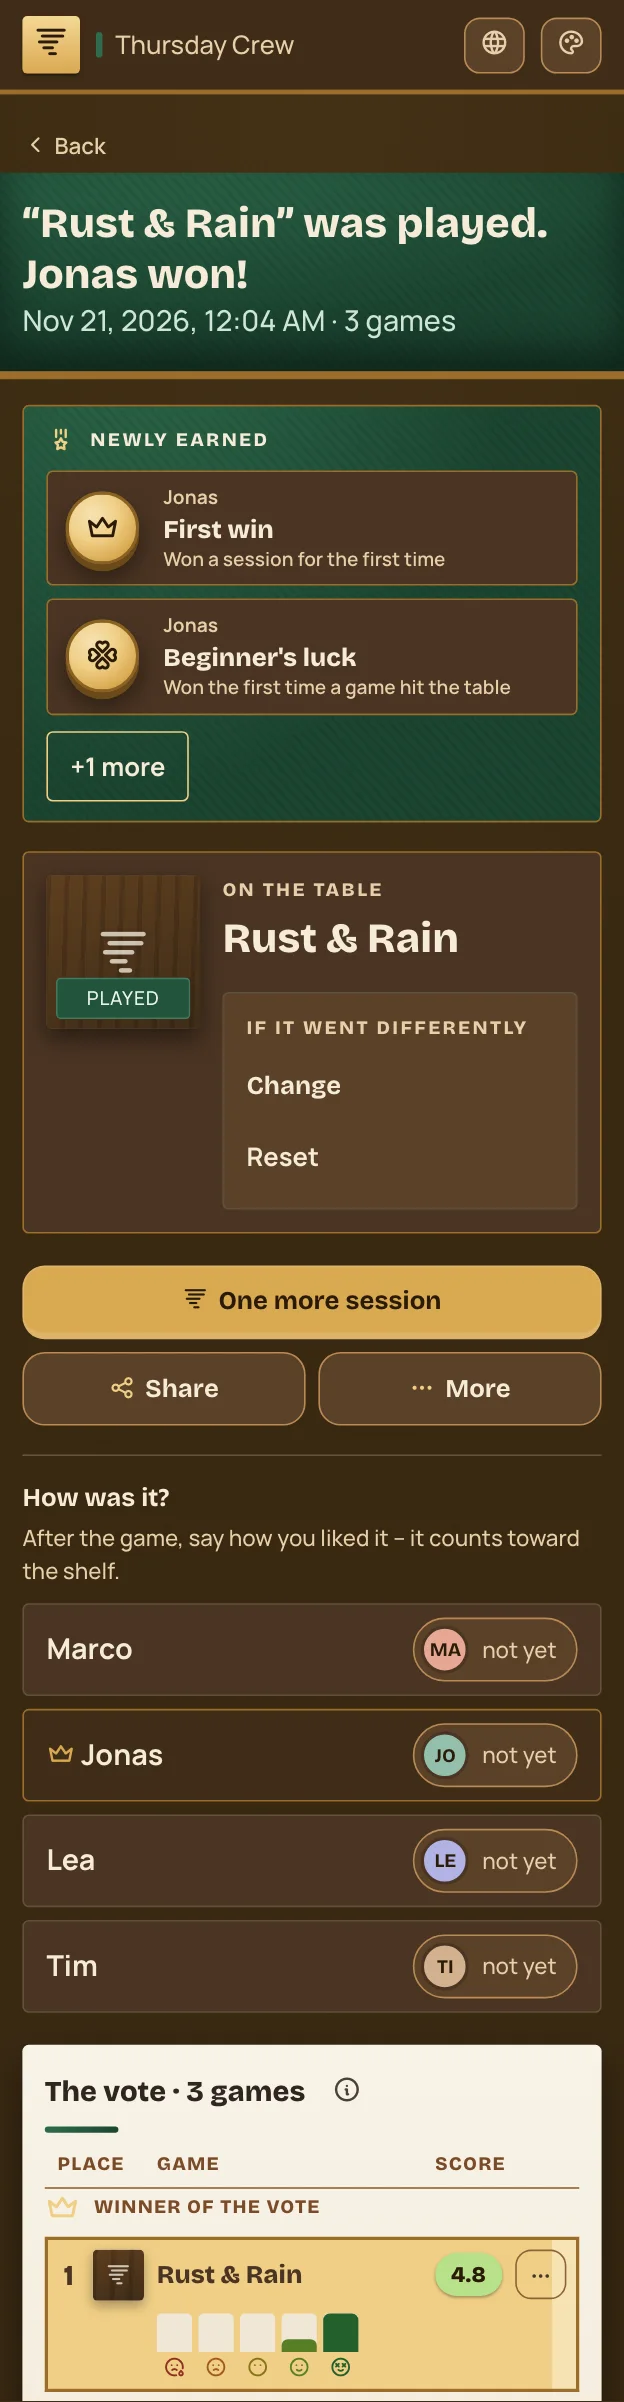 Thursday Crew
Back
“Rust & Rain” was played.
Jonas won!
Nov 21, 2026, 12:04 AM · 3 games
NEWLY EARNED
Jonas
First win
Won a session for the first time
Jonas
Beginner's luck
Won the first time a game hit the table
+1 more
ON THE TABLE
Rust & Rain
PLAYED
IF IT WENT DIFFERENTLY
Change
Reset
One more session
Share
More
How was it?
After the game, say how you liked it – it counts toward
the shelf.
Marco
MA not yet
Jonas
JO not yet
Lea
LE not yet
Tim
TI not yet
The vote · 3 games
PLACE GAME SCORE
WINNER OF THE VOTE
1 Rust & Rain 4.8